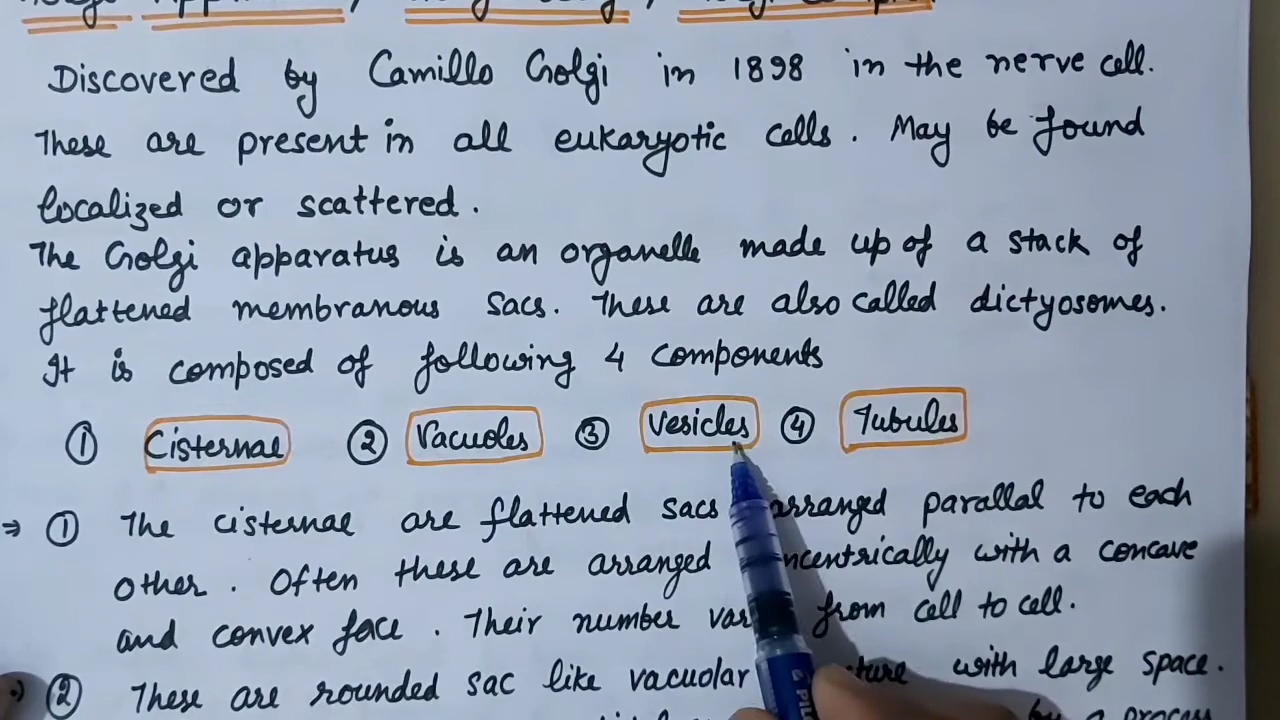 Discovered by Camillo Golgi in 1898 in the nerve cell.
These are present in all eukaryotic cells. May be found
localized or scattered.
The Golgi apparatus is an organelle made up of a stack of
flattened membranous sacs. These are also called dictyosomes.
It is composed of following 4 components
① Cisternae ② Vacuoles ③ Vesicles ④ Tubules
⇒ ① The cisternae are flattened sacs arranged parallal to each
other. Often these are arranged with a concave
and convex face. Their number from cell to cell.
② These are rounded sac like vacuolar with large space.
by a process